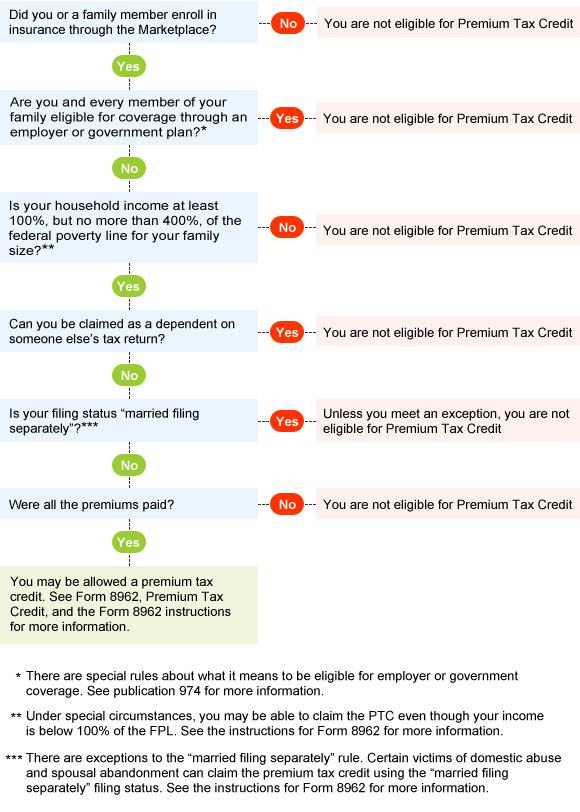 Did you or a family member enroll in
insurance through the Marketplace?
No
You are not eligible for Premium Tax Credit
Yes
Are you and every member of your
family eligible for coverage through an
employer or government plan?*
Yes
You are not eligible for Premium Tax Credit
No
Is your household income at least
100%, but no more than 400%, of the
federal poverty line for your family
size?**
No
You are not eligible for Premium Tax Credit
Yes
Can you be claimed as a dependent on
someone else’s tax return?
Yes
You are not eligible for Premium Tax Credit
No
Is your filing status “married filing
separately”?***
Yes
Unless you meet an exception, you are not
eligible for Premium Tax Credit
No
Were all the premiums paid?
No
You are not eligible for Premium Tax Credit
Yes
You may be allowed a premium tax
credit. See Form 8962, Premium Tax
Credit, and the Form 8962 instructions
for more information.
* There are special rules about what it means to be eligible for employer or government
coverage. See publication 974 for more information.
** Under special circumstances, you may be able to claim the PTC even though your income
is below 100% of the FPL. See the instructions for Form 8962 for more information.
*** There are exceptions to the “married filing separately” rule. Certain victims of domestic abuse
and spousal abandonment can claim the premium tax credit using the “married filing
separately” filing status. See the instructions for Form 8962 for more information.